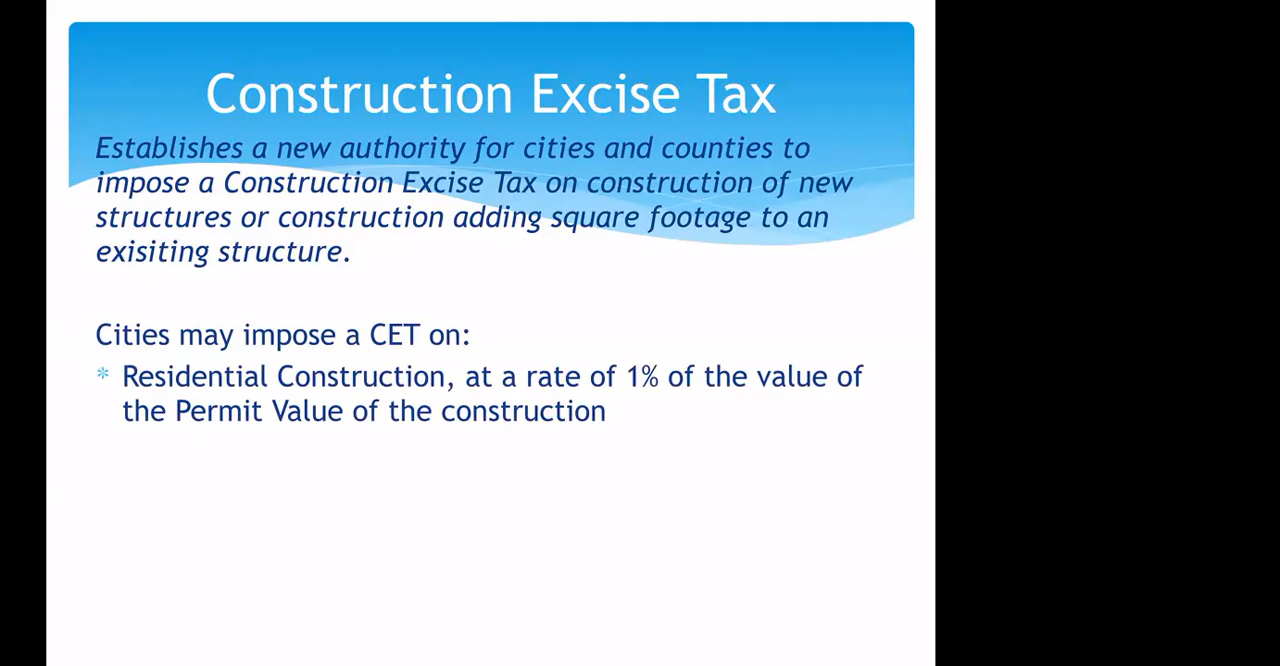 Construction Excise Tax
Establishes a new authority for cities and counties to
impose a Construction Excise Tax on construction of new
structures or construction adding square footage to an
exisiting structure.
Cities may impose a CET on:
* Residential Construction, at a rate of 1% of the value of
the Permit Value of the construction